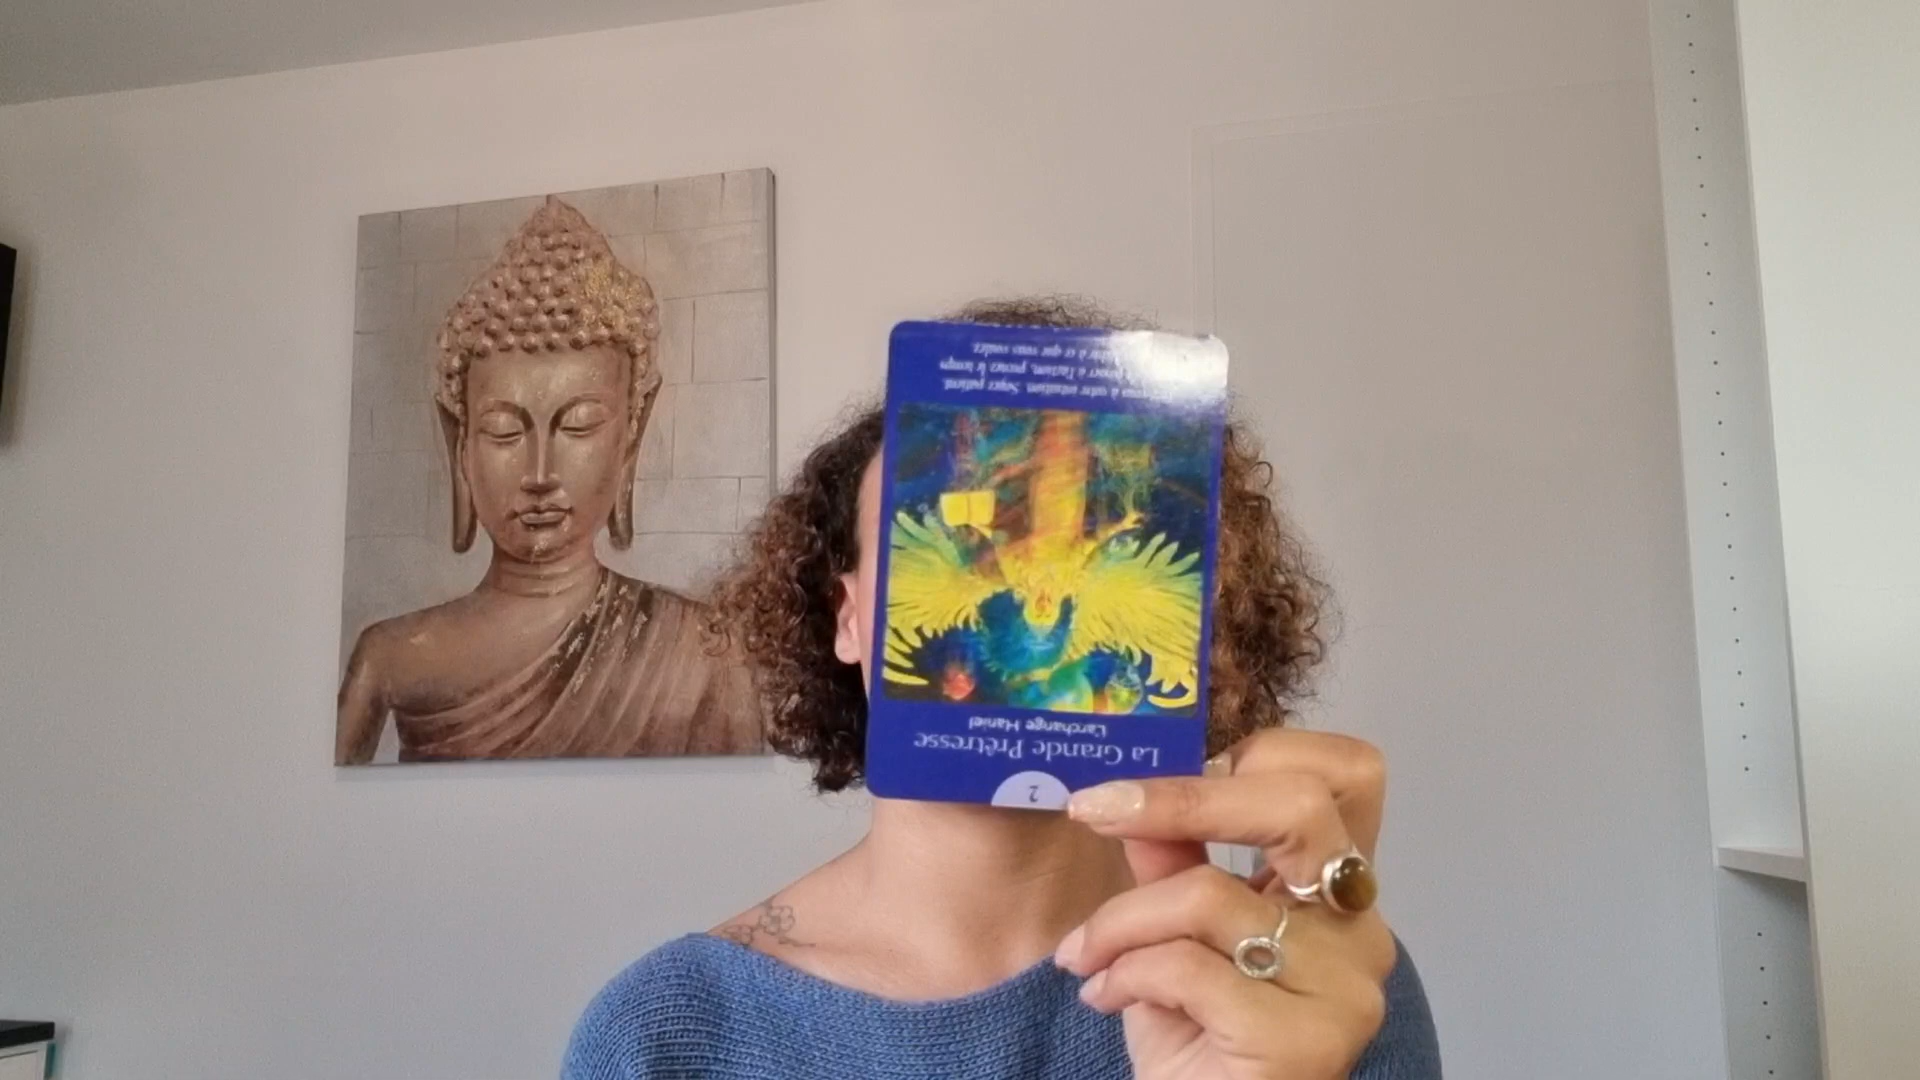 2
La Grande Prêtresse
L'archange Haniel
vous à votre intuition. Soyez patient.
passer à l'action, prenez le temps
à ce que vous voulez.